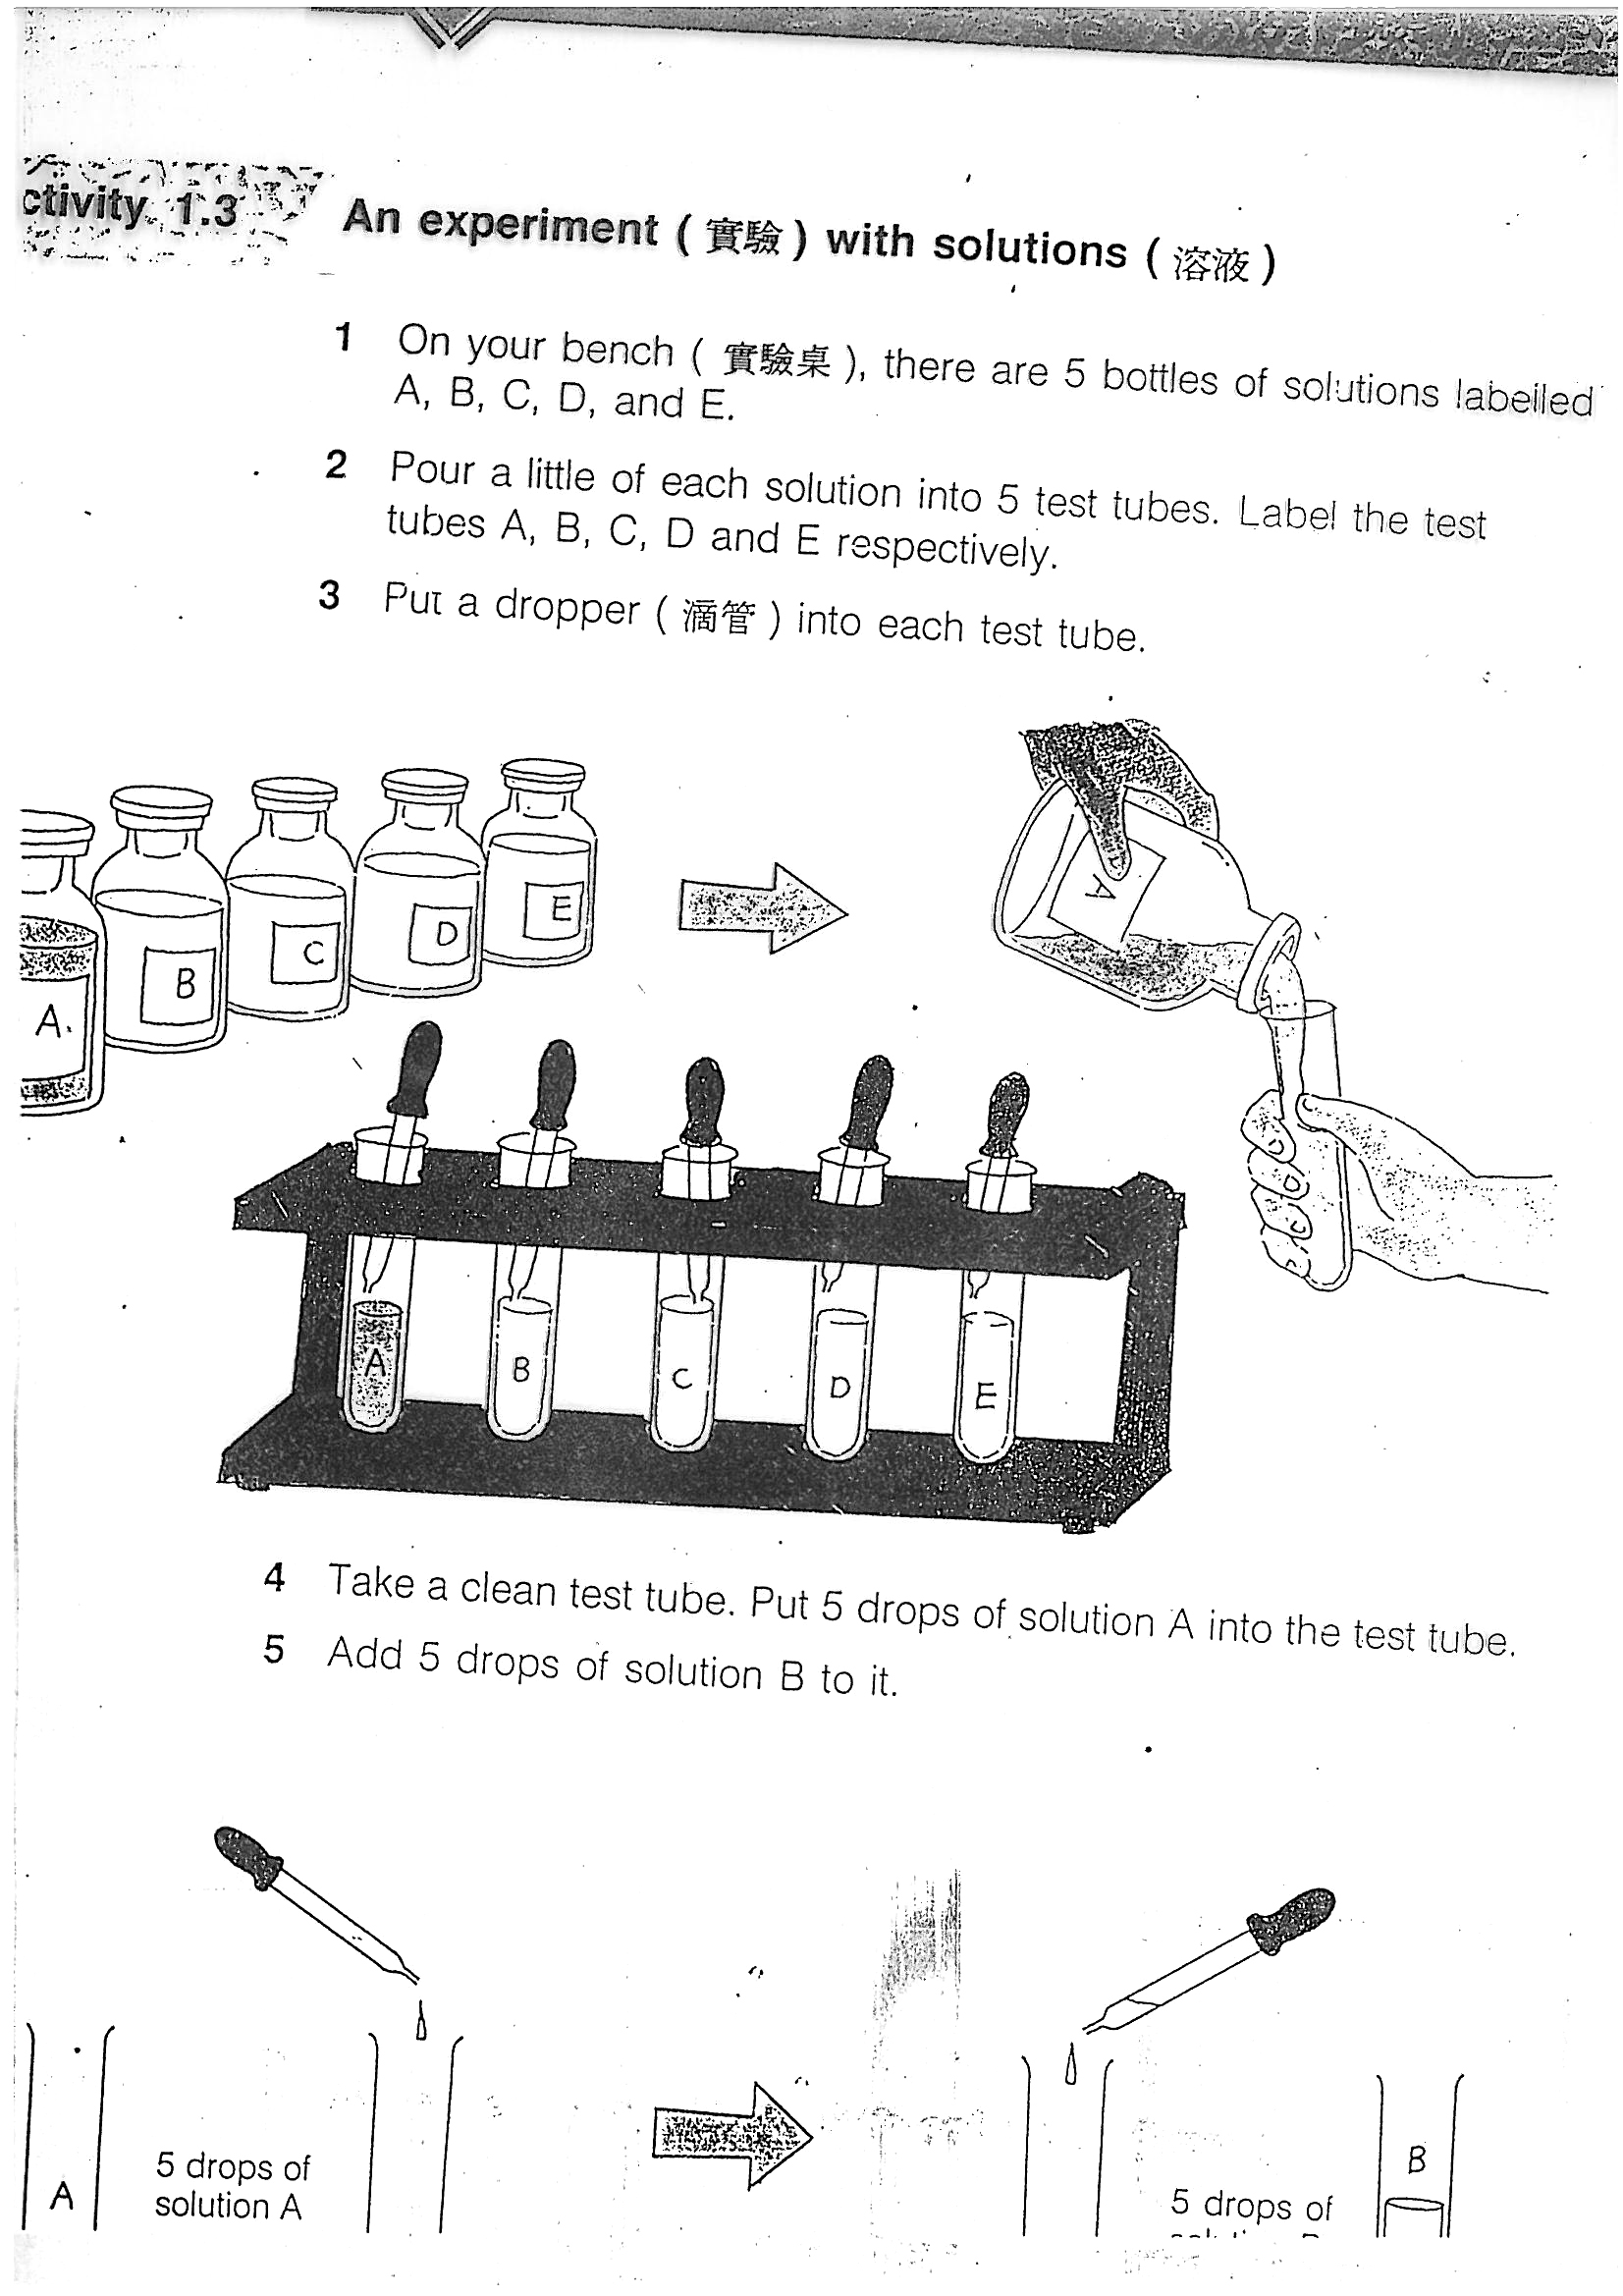 ctivity 1.3
An experiment ( 實驗 ) with solutions ( 溶液 )
1 On your bench ( 實驗桌 ), there are 5 bottles of solutions labelled
A, B, C, D, and E.
2 Pour a little of each solution into 5 test tubes. Label the test
tubes A, B, C, D and E respectively.
3 Put a dropper ( 滴管 ) into each test tube.
A
B
C
D
E
A
A
B
C
D
E
4 Take a clean test tube. Put 5 drops of solution A into the test tube.
5 Add 5 drops of solution B to it.
A
5 drops of
solution A
5 drops of
B